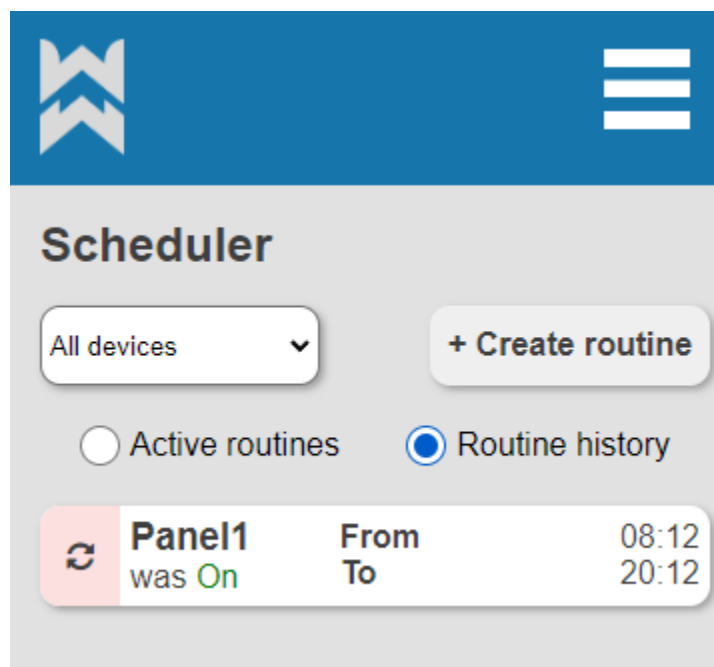 Scheduler
All devices
+ Create routine
Active routines
Routine history
Panel1 From 08:12
was On To 20:12